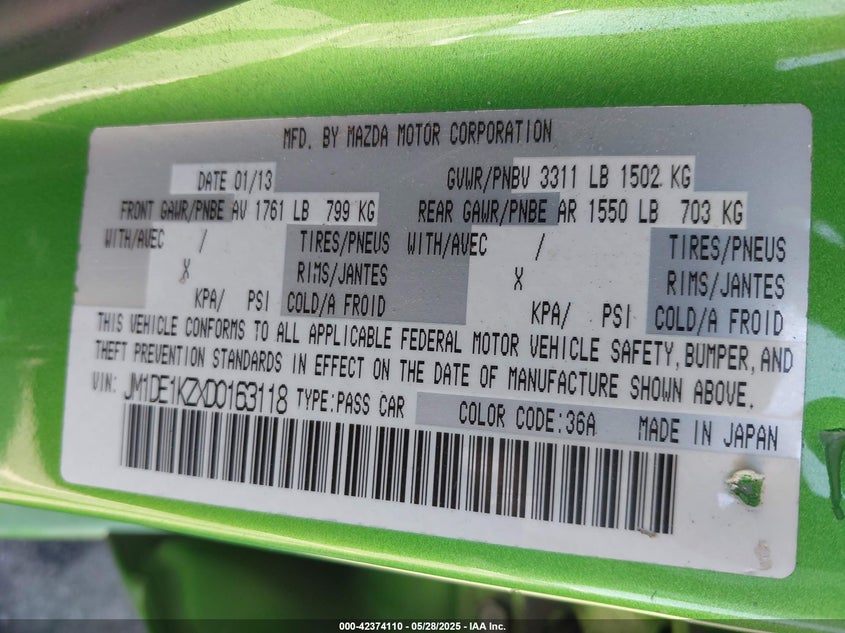 MFD. BY MAZDA MOTOR CORPORATION
DATE 01/13 GVWR/PNBV 3311 LB 1502 KG
FRONT GAWR/PNBE AV 1761 LB 799 KG REAR GAWR/PNBE AR 1550 LB 703 KG
WITH/AVEC / TIRES/PNEUS WITH/AVEC / TIRES/PNEUS
X RIMS/JANTES X RIMS/JANTES
KPA/ PSI COLD/A FROID KPA/ PSI COLD/A FROID
THIS VEHICLE CONFORMS TO ALL APPLICABLE FEDERAL MOTOR VEHICLE SAFETY, BUMPER, AND
THEFT PREVENTION STANDARDS IN EFFECT ON THE DATE OF MANUFACTURE SHOWN ABOVE.
VIN: JM1DE1KZXD0163118 TYPE:PASS CAR COLOR CODE:36A MADE IN JAPAN
000-42374110 - 05/28/2025 - IAA Inc.